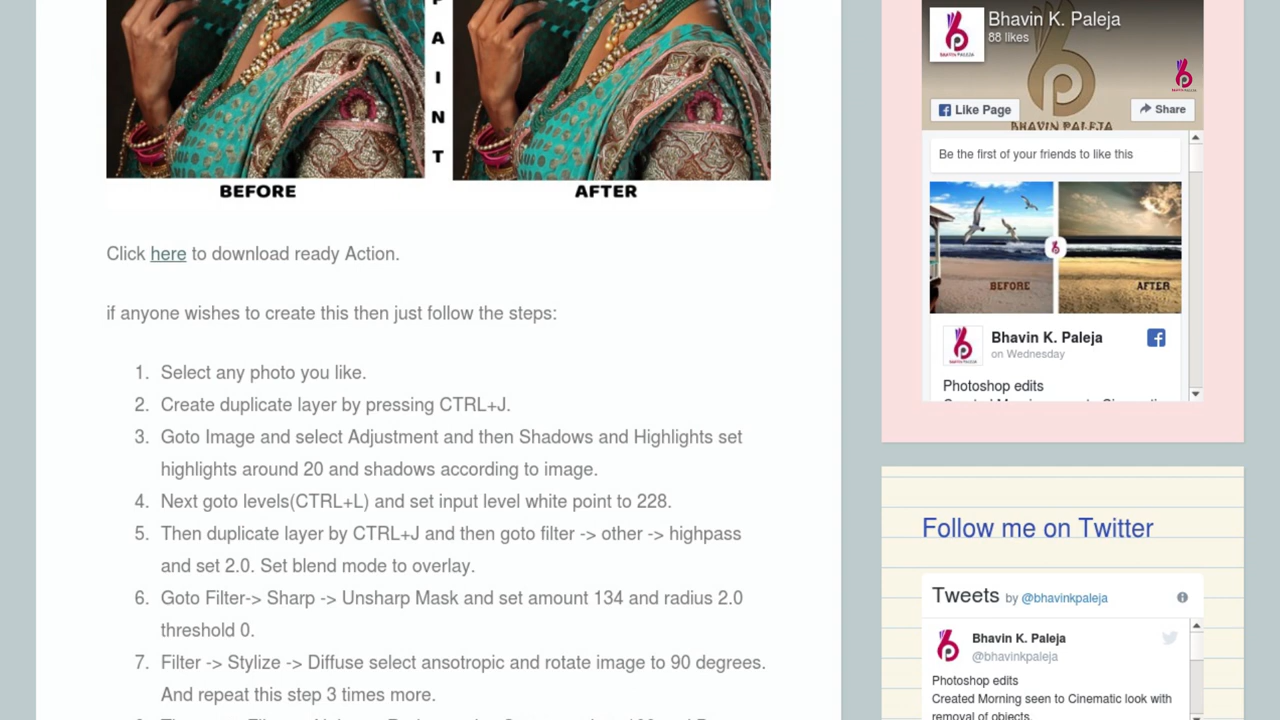 P
A
I
N
T
BEFORE
AFTER
Click here to download ready Action.
if anyone wishes to create this then just follow the steps:
1. Select any photo you like.
2. Create duplicate layer by pressing CTRL+J.
3. Goto Image and select Adjustment and then Shadows and Highlights set
highlights around 20 and shadows according to image.
4. Next goto levels(CTRL+L) and set input level white point to 228.
5. Then duplicate layer by CTRL+J and then goto filter -> other -> highpass
and set 2.0. Set blend mode to overlay.
6. Goto Filter-> Sharp -> Unsharp Mask and set amount 134 and radius 2.0
threshold 0.
7. Filter -> Stylize -> Diffuse select ansotropic and rotate image to 90 degrees.
And repeat this step 3 times more.
Bhavin K. Paleja
88 likes
BHAVIN PALEJA
Like Page
Share
BHAVIN PALEJA
Be the first of your friends to like this
BEFORE
AFTER
Bhavin K. Paleja
on Wednesday
Photoshop edits
Follow me on Twitter
Tweets by @bhavinkpaleja
Bhavin K. Paleja
@bhavinkpaleja
Photoshop edits
Created Morning seen to Cinematic look with
removal of objects.